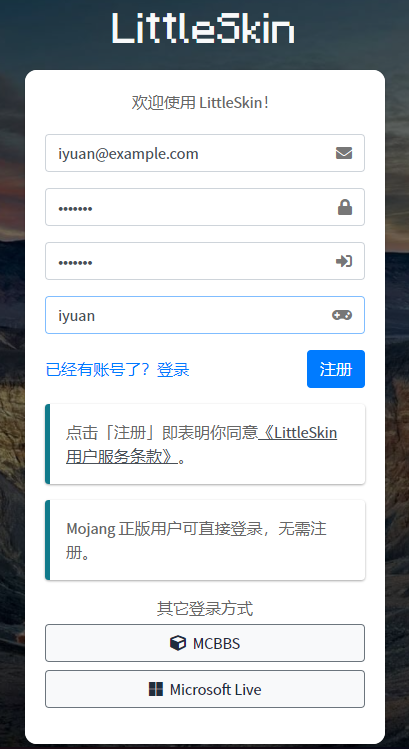 LittleSkin
欢迎使用 LittleSkin！
iyuan@example.com
•••••••
•••••••
iyuan
已经有账号了？登录
注册
点击「注册」即表明你同意《LittleSkin
用户服务条款》。
Mojang 正版用户可直接登录，无需注
册。
其它登录方式
MCBBS
Microsoft Live